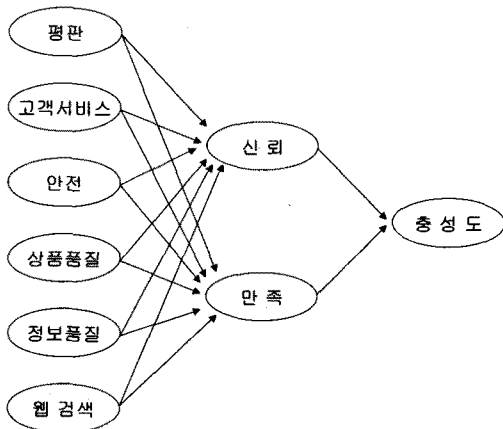 평판
고객서비스
안전
상품품질
정보품질
웹 검색
신 뢰
만 족
충 성 도